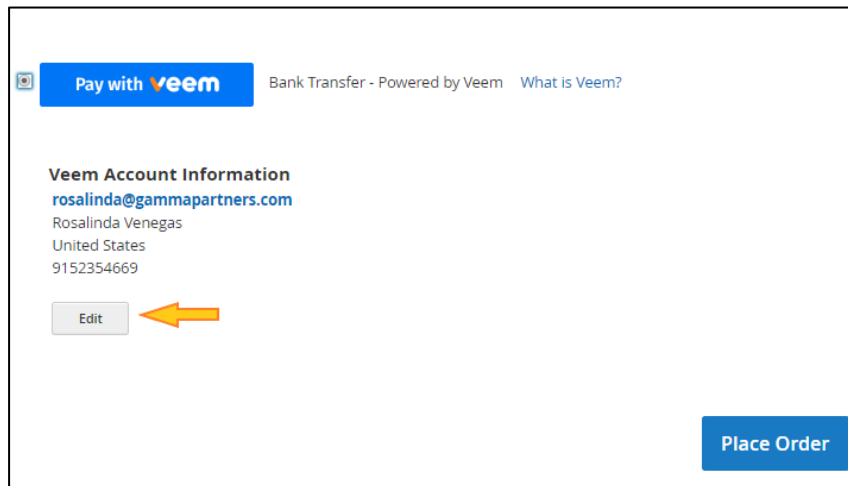 Pay with veem Bank Transfer - Powered by Veem What is Veem?
Veem Account Information
rosalinda@gammapartners.com
Rosalinda Venegas
United States
9152354669
Edit
Place Order